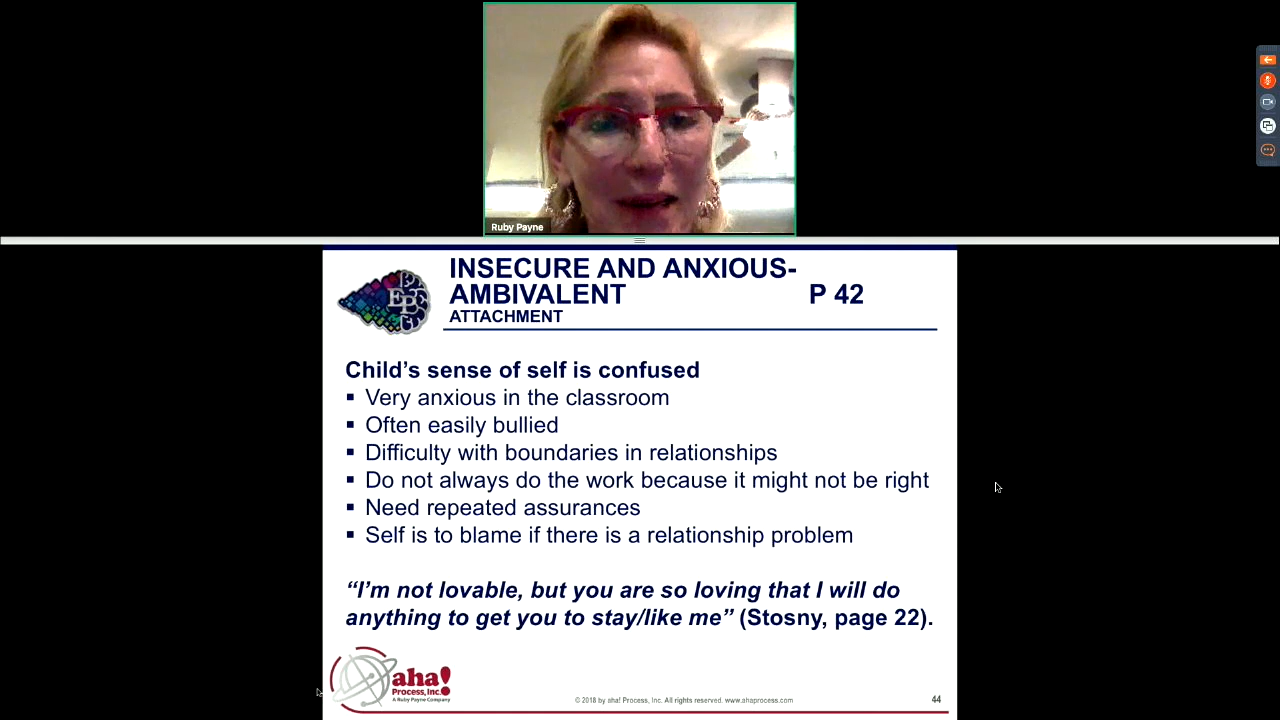 Ruby Payne
INSECURE AND ANXIOUS-
AMBIVALENT P 42
ATTACHMENT
EPC
Child’s sense of self is confused
▪ Very anxious in the classroom
▪ Often easily bullied
▪ Difficulty with boundaries in relationships
▪ Do not always do the work because it might not be right
▪ Need repeated assurances
▪ Self is to blame if there is a relationship problem
“I’m not lovable, but you are so loving that I will do
anything to get you to stay/like me” (Stosny, page 22).
aha!
Process, Inc.
A Ruby Payne Company
© 2018 by aha! Process, Inc. All rights reserved. www.ahaprocess.com
44